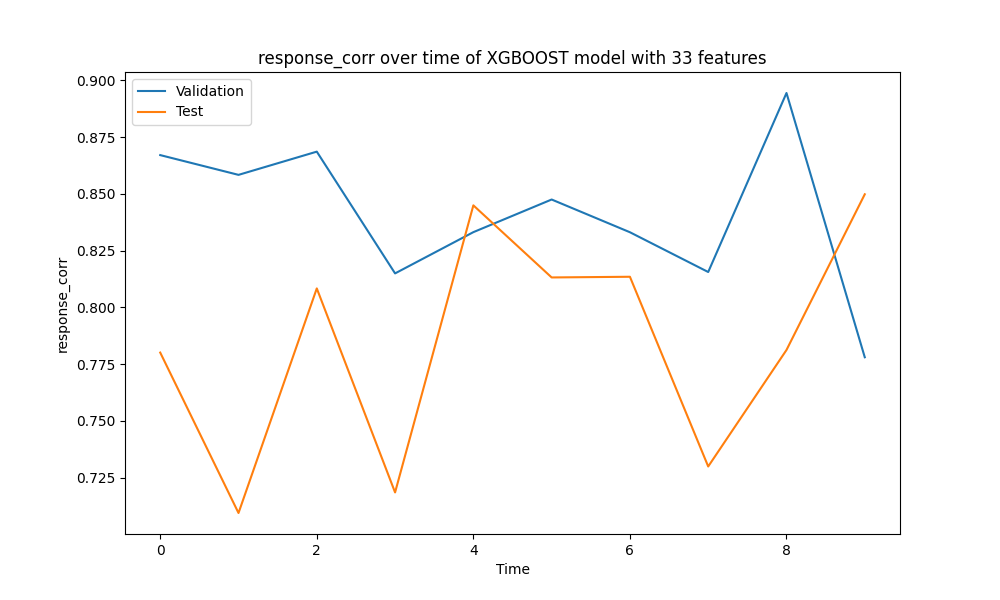 response_corr over time of XGBOOST model with 33 features
Validation
Test
0.900
0.875
0.850
0.825
0.800
0.775
0.750
0.725
response_corr
0 2 4 6 8
Time